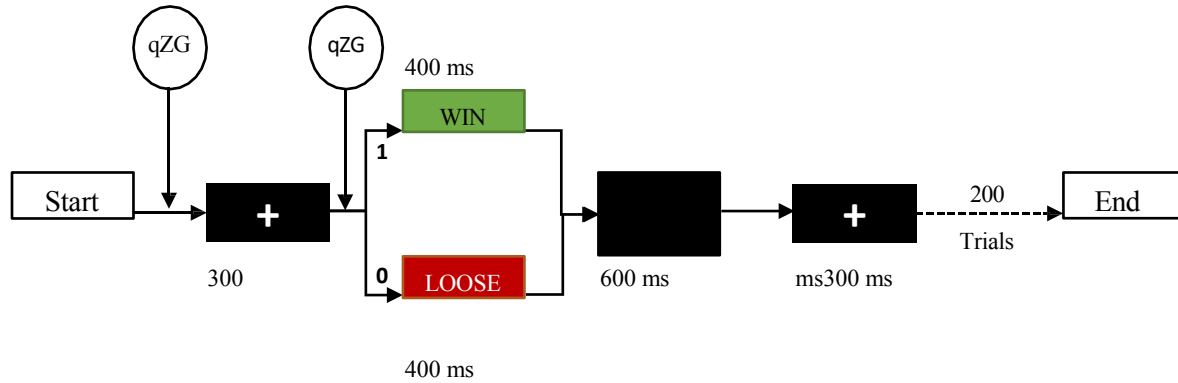 qZG
qZG
400 ms
WIN
1
Start
+
+
200
End
Trials
0
LOOSE
300
600 ms
ms300 ms
400 ms